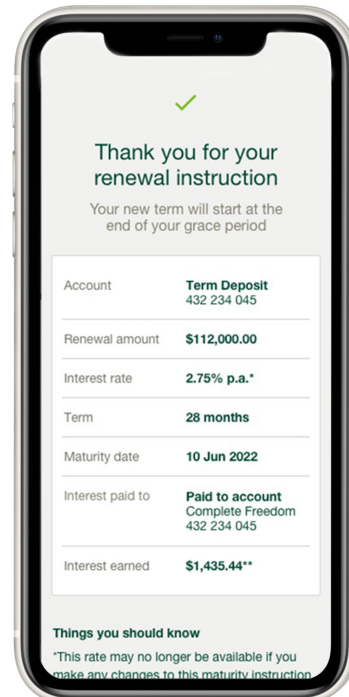 Thank you for your
renewal instruction
Your new term will start at the
end of your grace period
Account
Term Deposit
432 234 045
Renewal amount
$112,000.00
Interest rate
2.75% p.a.*
Term
28 months
Maturity date
10 Jun 2022
Interest paid to
Paid to account
Complete Freedom
432 234 045
Interest earned
$1,435.44**
Things you should know
*This rate may no longer be available if you
make any changes to this maturity instruction